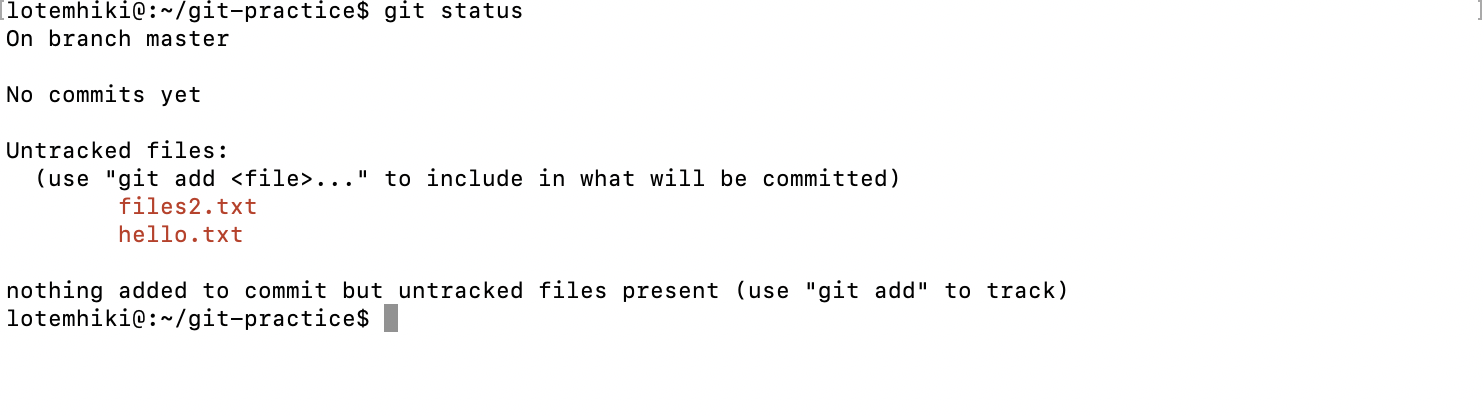 [lotemhiki@:~/git-practice$ git status ]
On branch master
No commits yet
Untracked files:
  (use "git add <file>..." to include in what will be committed)
        files2.txt
        hello.txt
nothing added to commit but untracked files present (use "git add" to track)
lotemhiki@:~/git-practice$